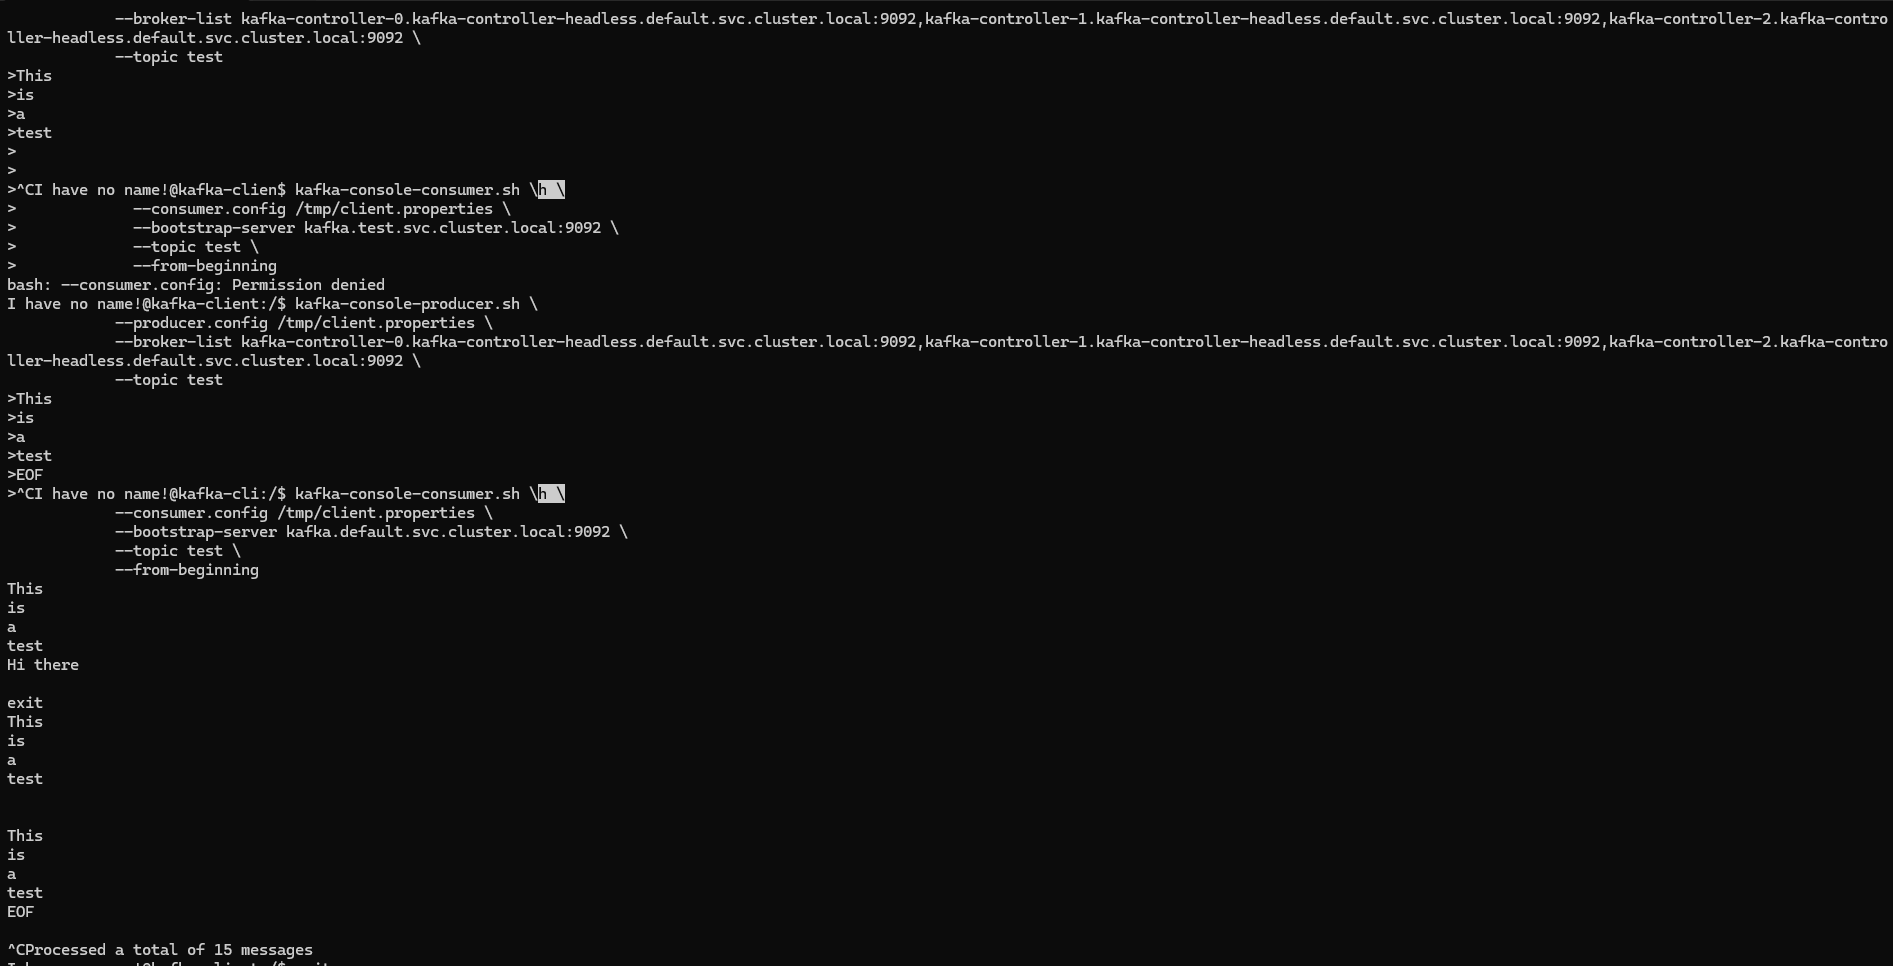 --broker-list kafka-controller-0.kafka-controller-headless.default.svc.cluster.local:9092,kafka-controller-1.kafka-controller-headless.default.svc.cluster.local:9092,kafka-controller-2.kafka-contro
ller-headless.default.svc.cluster.local:9092 \
            --topic test
>This
>is
>a
>test
>
>
>^CI have no name!@kafka-clien$ kafka-console-consumer.sh \h \
>             --consumer.config /tmp/client.properties \
>             --bootstrap-server kafka.test.svc.cluster.local:9092 \
>             --topic test \
>             --from-beginning
bash: --consumer.config: Permission denied
I have no name!@kafka-client:/$ kafka-console-producer.sh \
            --producer.config /tmp/client.properties \
            --broker-list kafka-controller-0.kafka-controller-headless.default.svc.cluster.local:9092,kafka-controller-1.kafka-controller-headless.default.svc.cluster.local:9092,kafka-controller-2.kafka-contro
ller-headless.default.svc.cluster.local:9092 \
            --topic test
>This
>is
>a
>test
>EOF
>^CI have no name!@kafka-cli:/$ kafka-console-consumer.sh \h \
            --consumer.config /tmp/client.properties \
            --bootstrap-server kafka.default.svc.cluster.local:9092 \
            --topic test \
            --from-beginning
This
is
a
test
Hi there

exit
This
is
a
test


This
is
a
test
EOF

^CProcessed a total of 15 messages